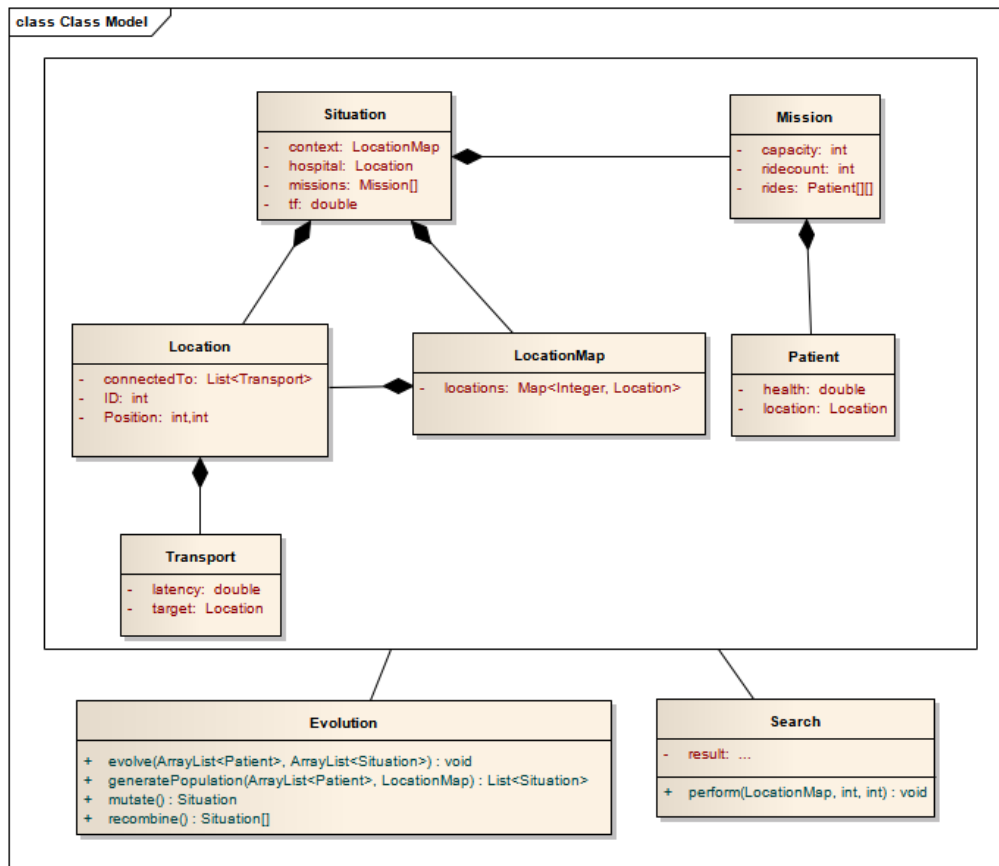 class Class Model
Situation
- context: LocationMap
- hospital: Location
- missions: Mission[]
- tf: double
Mission
- capacity: int
- ridecount: int
- rides: Patient[][]
Location
- connectedTo: List<Transport>
- ID: int
- Position: int,int
LocationMap
- locations: Map<Integer, Location>
Patient
- health: double
- location: Location
Transport
- latency: double
- target: Location
Evolution
+ evolve(ArrayList<Patient>, ArrayList<Situation>) : void
+ generatePopulation(ArrayList<Patient>, LocationMap) : List<Situation>
+ mutate() : Situation
+ recombine() : Situation[]
Search
- result: ...
+ perform(LocationMap, int, int) : void